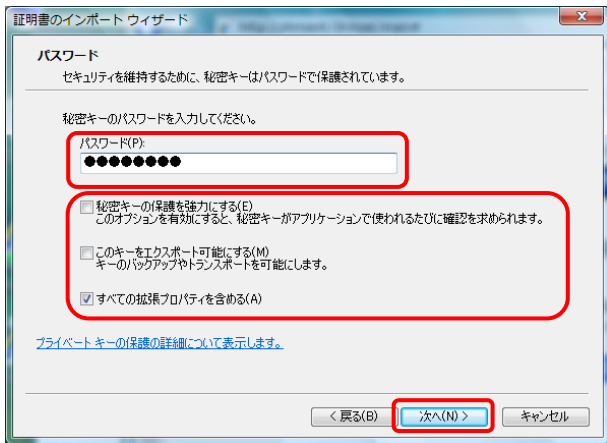 証明書のインポート ウィザード
パスワード
セキュリティを維持するために、秘密キーはパスワードで保護されています。
秘密キーのパスワードを入力してください。
パスワード(P):
●●●●●●●●
秘密キーの保護を強力にする(E)
このオプションを有効にすると、秘密キーがアプリケーションで使われるたびに確認を求められます。
このキーをエクスポート可能にする(M)
キーのバックアップやトランスポートを可能にします。
すべての拡張プロパティを含める(A)
プライベート キーの保護の詳細について表示します。
< 戻る(B) 次へ(N) > キャンセル